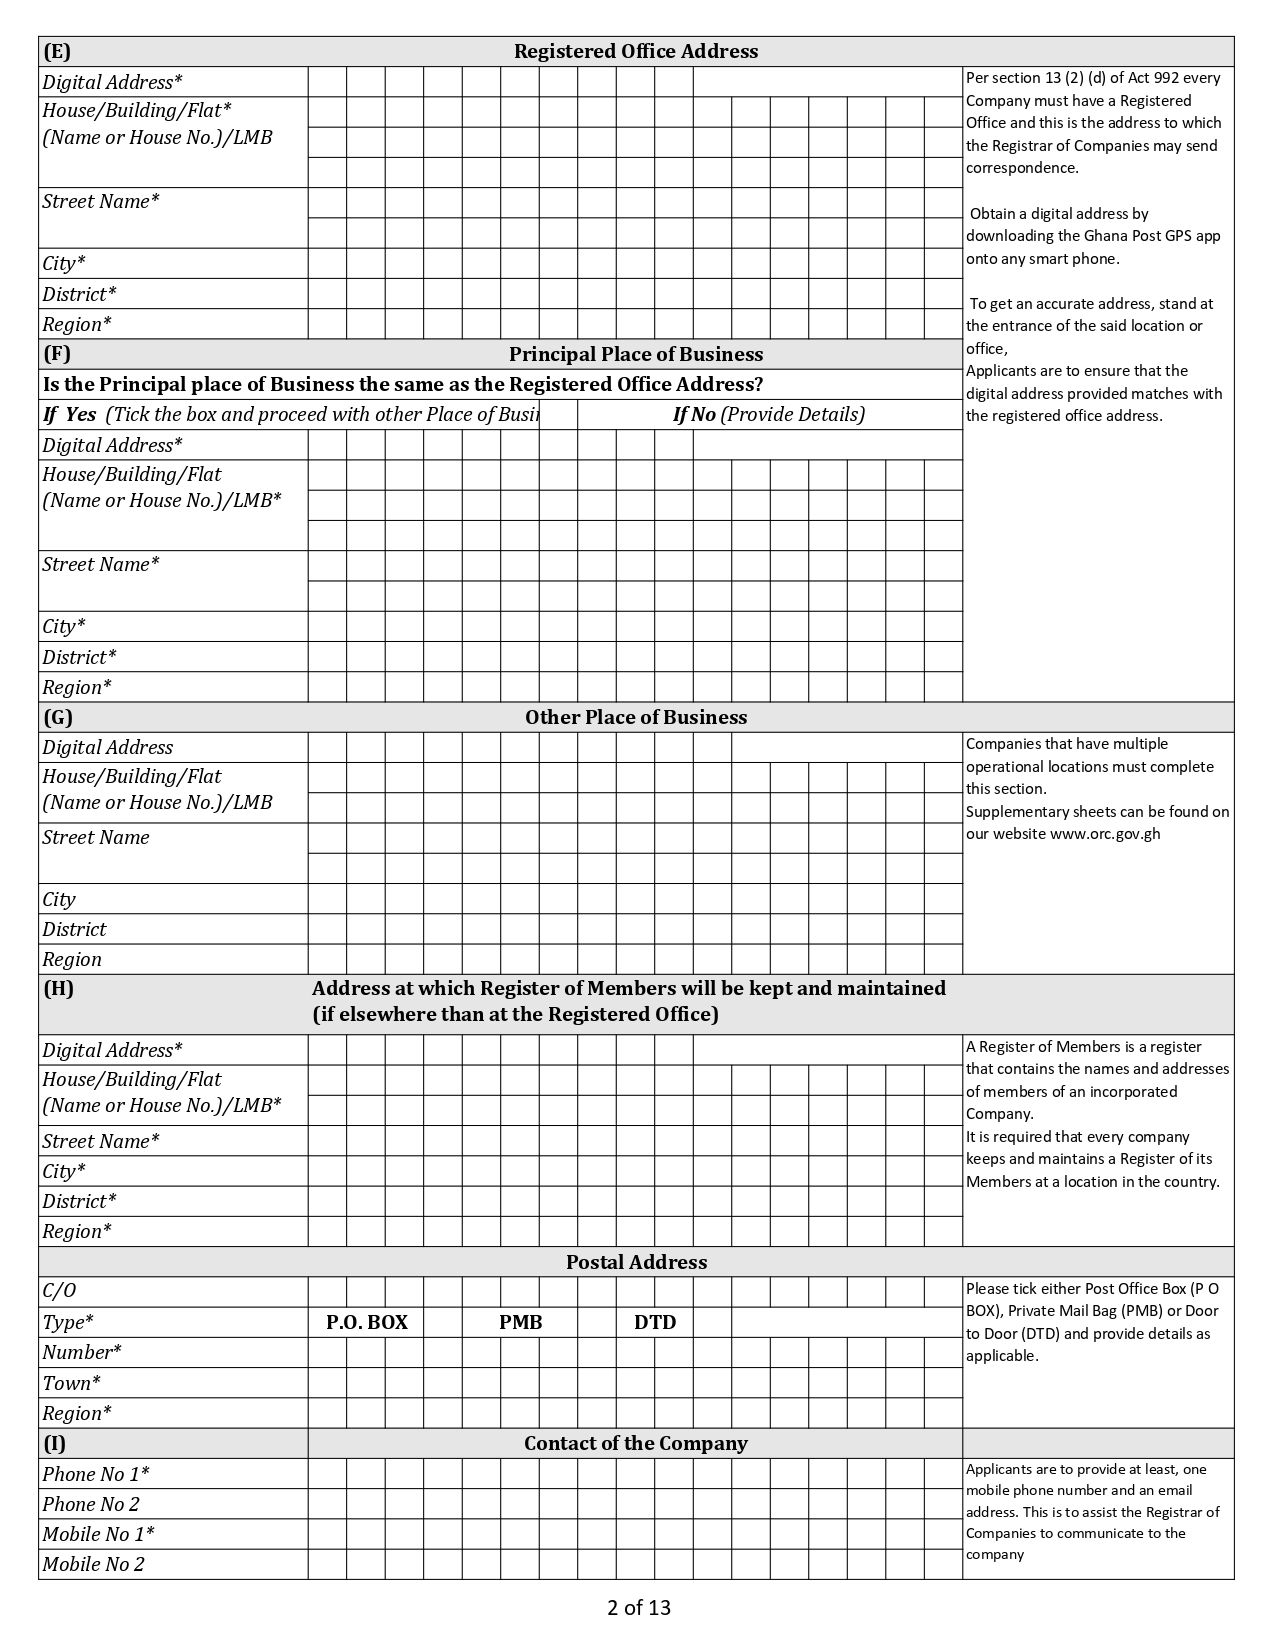 (E) Registered Office Address
Digital Address*
House/Building/Flat*
(Name or House No.)/LMB
Street Name*
City*
District*
Region*
Per section 13 (2) (d) of Act 992 every
Company must have a Registered
Office and this is the address to which
the Registrar of Companies may send
correspondence.
Obtain a digital address by
downloading the Ghana Post GPS app
onto any smart phone.
To get an accurate address, stand at
the entrance of the said location or
office,
Applicants are to ensure that the
digital address provided matches with
the registered office address.
(F) Principal Place of Business
Is the Principal place of Business the same as the Registered Office Address?
If Yes (Tick the box and proceed with other Place of Busin If No (Provide Details)
Digital Address*
House/Building/Flat
(Name or House No.)/LMB*
Street Name*
City*
District*
Region*
(G) Other Place of Business
Digital Address
House/Building/Flat
(Name or House No.)/LMB
Street Name
City
District
Region
Companies that have multiple
operational locations must complete
this section.
Supplementary sheets can be found on
our website www.orc.gov.gh
(H) Address at which Register of Members will be kept and maintained
(if elsewhere than at the Registered Office)
Digital Address*
House/Building/Flat
(Name or House No.)/LMB*
Street Name*
City*
District*
Region*
A Register of Members is a register
that contains the names and addresses
of members of an incorporated
Company.
It is required that every company
keeps and maintains a Register of its
Members at a location in the country.
Postal Address
C/O
Type* P.O. BOX PMB DTD
Number*
Town*
Region*
Please tick either Post Office Box (P O
BOX), Private Mail Bag (PMB) or Door
to Door (DTD) and provide details as
applicable.
(I) Contact of the Company
Phone No 1*
Phone No 2
Mobile No 1*
Mobile No 2
Applicants are to provide at least, one
mobile phone number and an email
address. This is to assist the Registrar of
Companies to communicate to the
company
2 of 13